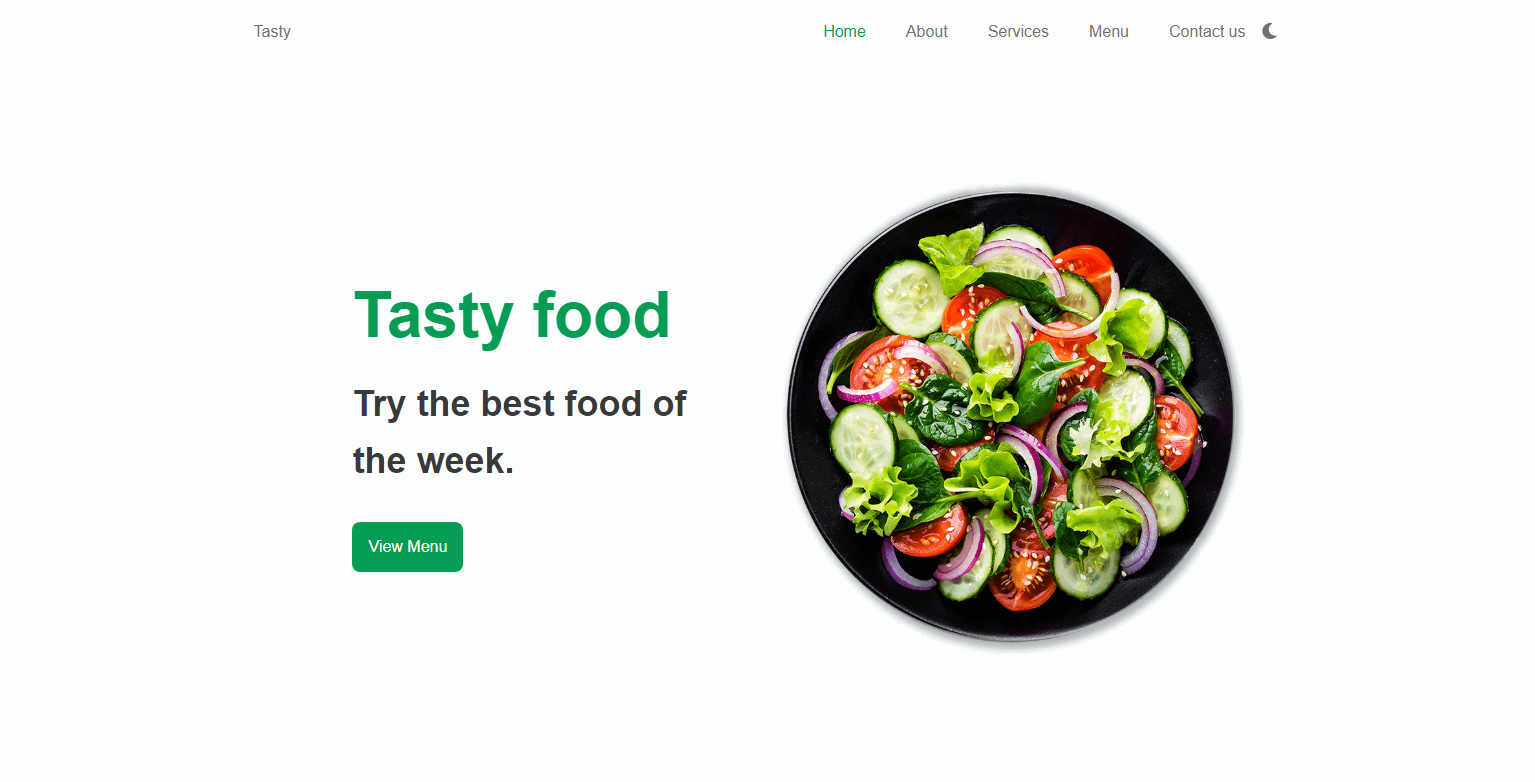 Tasty
Home About Services Menu Contact us
Tasty food
Try the best food of
the week.
View Menu